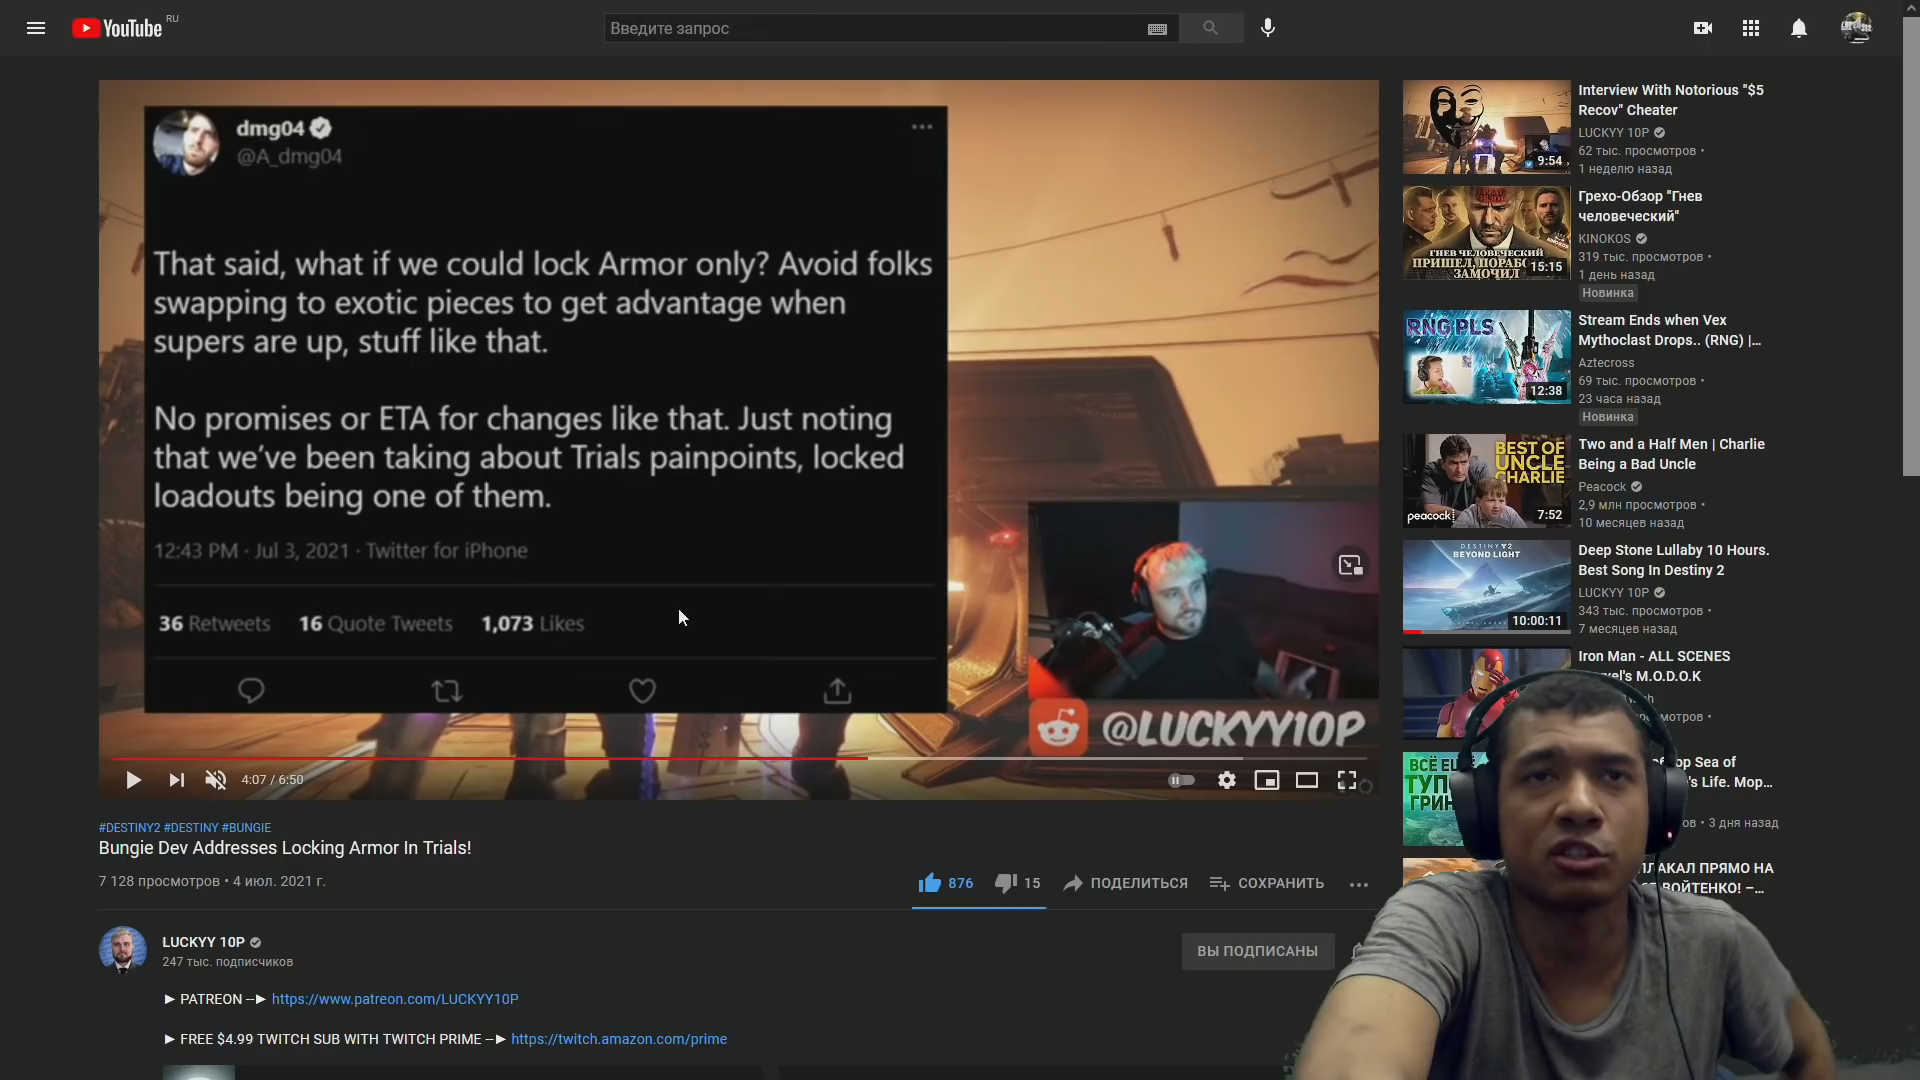 YouTube RU
Введите запрос
dmg04
@A_dmg04
That said, what if we could lock Armor only? Avoid folks
swapping to exotic pieces to get advantage when
supers are up, stuff like that.
No promises or ETA for changes like that. Just noting
that we've been taking about Trials painpoints, locked
loadouts being one of them.
12:43 PM · Jul 3, 2021 · Twitter for iPhone
36 Retweets 16 Quote Tweets 1,073 Likes
@LUCKYY10P
4:07 / 6:50
#DESTINY2 #DESTINY #BUNGIE
Bungie Dev Addresses Locking Armor In Trials!
7 128 просмотров • 4 июл. 2021 г.
876 15 ПОДЕЛИТЬСЯ СОХРАНИТЬ
LUCKYY 10P
247 тыс. подписчиков
ВЫ ПОДПИСАНЫ
► PATREON --► https://www.patreon.com/LUCKYY10P
► FREE $4.99 TWITCH SUB WITH TWITCH PRIME --► https://twitch.amazon.com/prime
9:54
Interview With Notorious "$5
Recov" Cheater
LUCKYY 10P
62 тыс. просмотров •
1 неделю назад
ГНЕВ ЧЕЛОВЕЧЕСКИЙ
ЗАМОЧИЛ
15:15
Грехо-Обзор "Гнев
человеческий"
KINOKOS
319 тыс. просмотров •
1 день назад
Новинка
RNG PLS
12:38
Stream Ends when Vex
Mythoclast Drops.. (RNG) |...
Aztecross
69 тыс. просмотров •
23 часа назад
Новинка
BEST OF
UNCLE
CHARLIE
peacock
7:52
Two and a Half Men | Charlie
Being a Bad Uncle
Peacock
2,9 млн просмотров •
10 месяцев назад
DESTINY 2
BEYOND LIGHT
10:00:11
Deep Stone Lullaby 10 Hours.
Best Song In Destiny 2
LUCKYY 10P
343 тыс. просмотров •
7 месяцев назад
Iron Man - ALL SCENES
M.O.D.O.K
Sea of
Life. Мор...
3 дня назад
ПРЯМО НА
ВОЙТЕНКО! –...